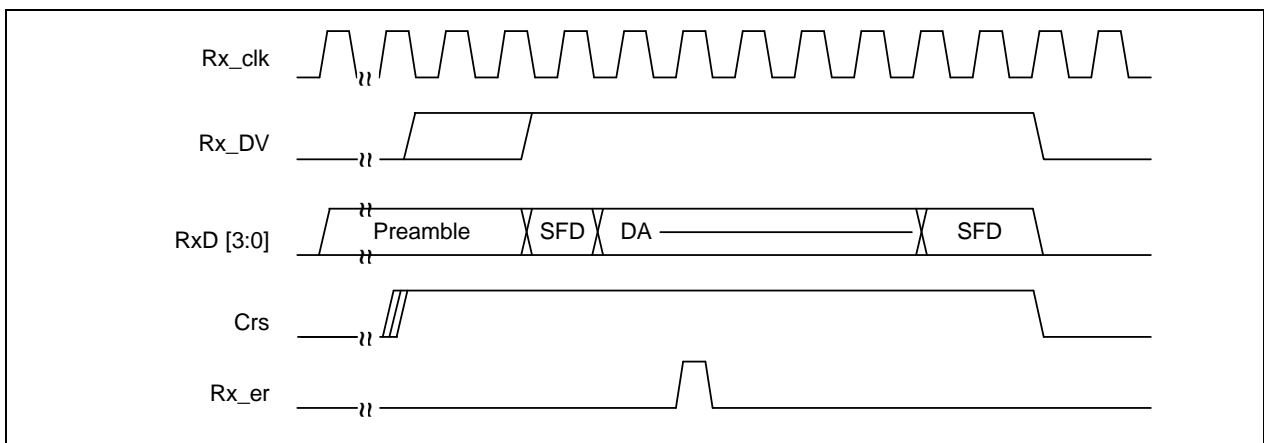 Rx_clk
Rx_DV
RxD [3:0]
Preamble SFD DA SFD
Crs
Rx_er